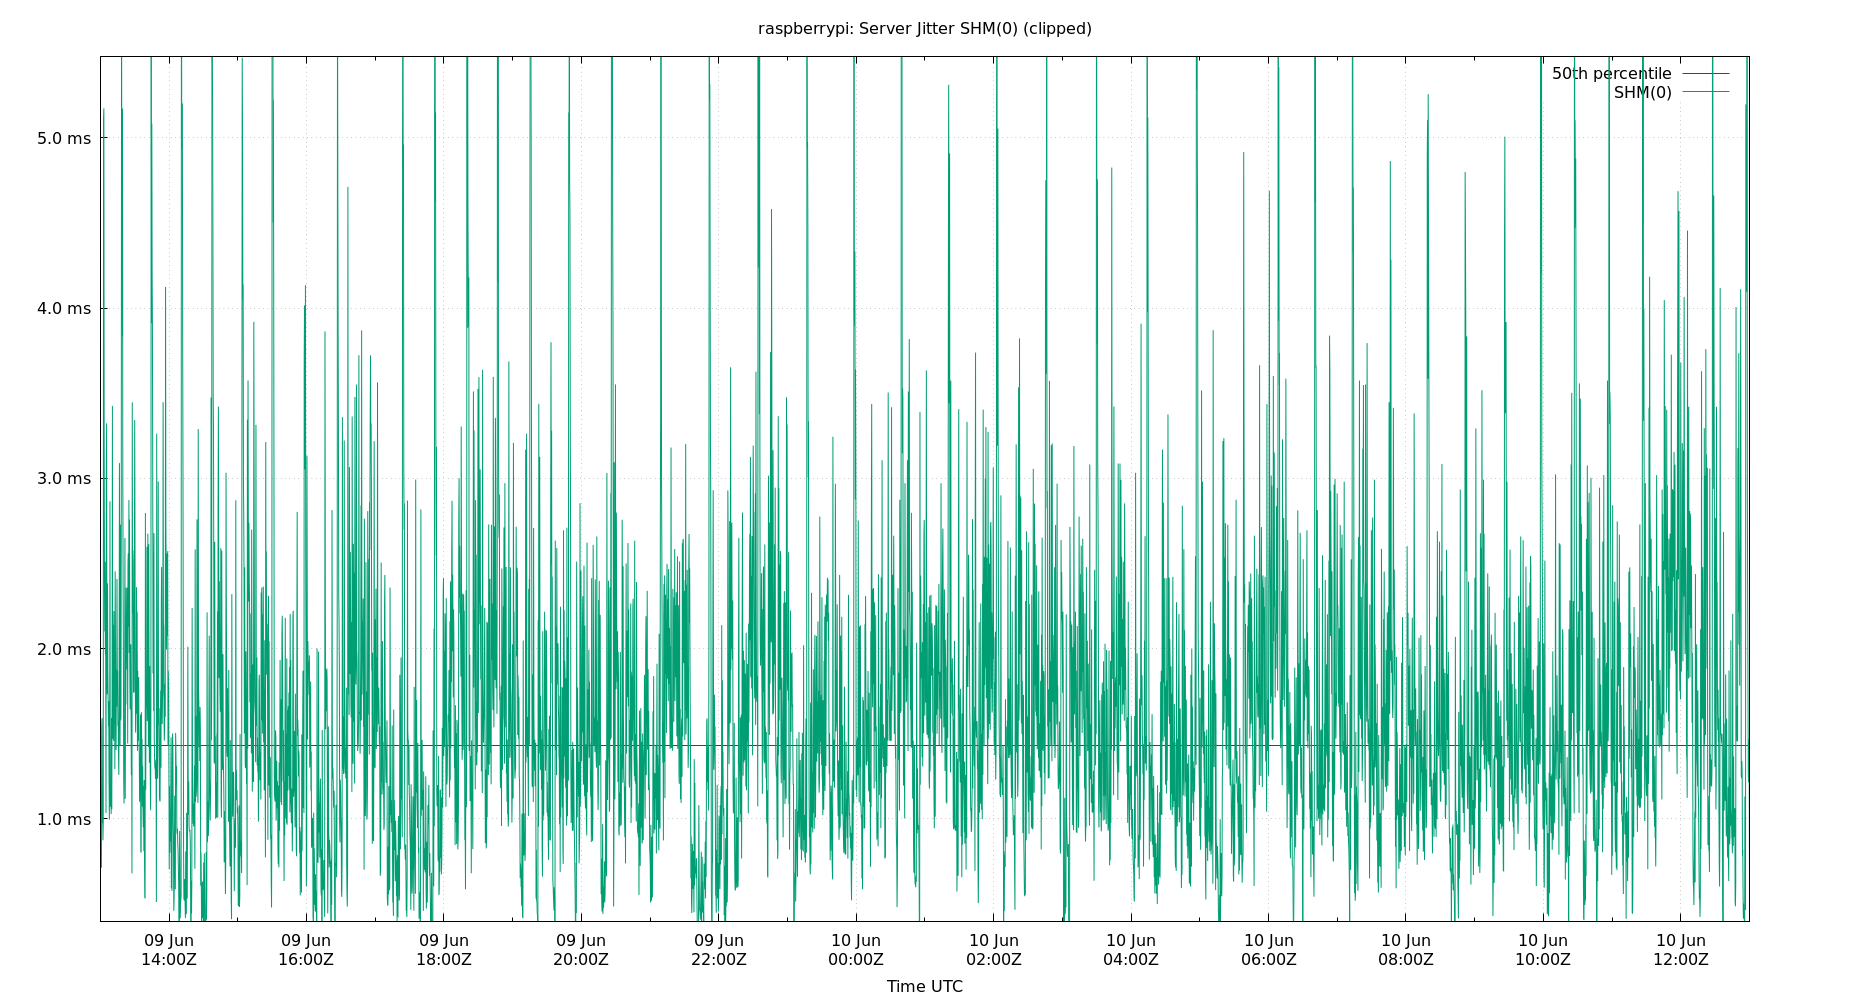 raspberrypi: Server Jitter SHM(0) (clipped)
50th percentile
SHM(0)
5.0 ms
4.0 ms
3.0 ms
2.0 ms
1.0 ms
09 Jun 09 Jun 09 Jun 09 Jun 09 Jun 10 Jun 10 Jun 10 Jun 10 Jun 10 Jun 10 Jun 10 Jun
14:00Z 16:00Z 18:00Z 20:00Z 22:00Z 00:00Z 02:00Z 04:00Z 06:00Z 08:00Z 10:00Z 12:00Z
Time UTC